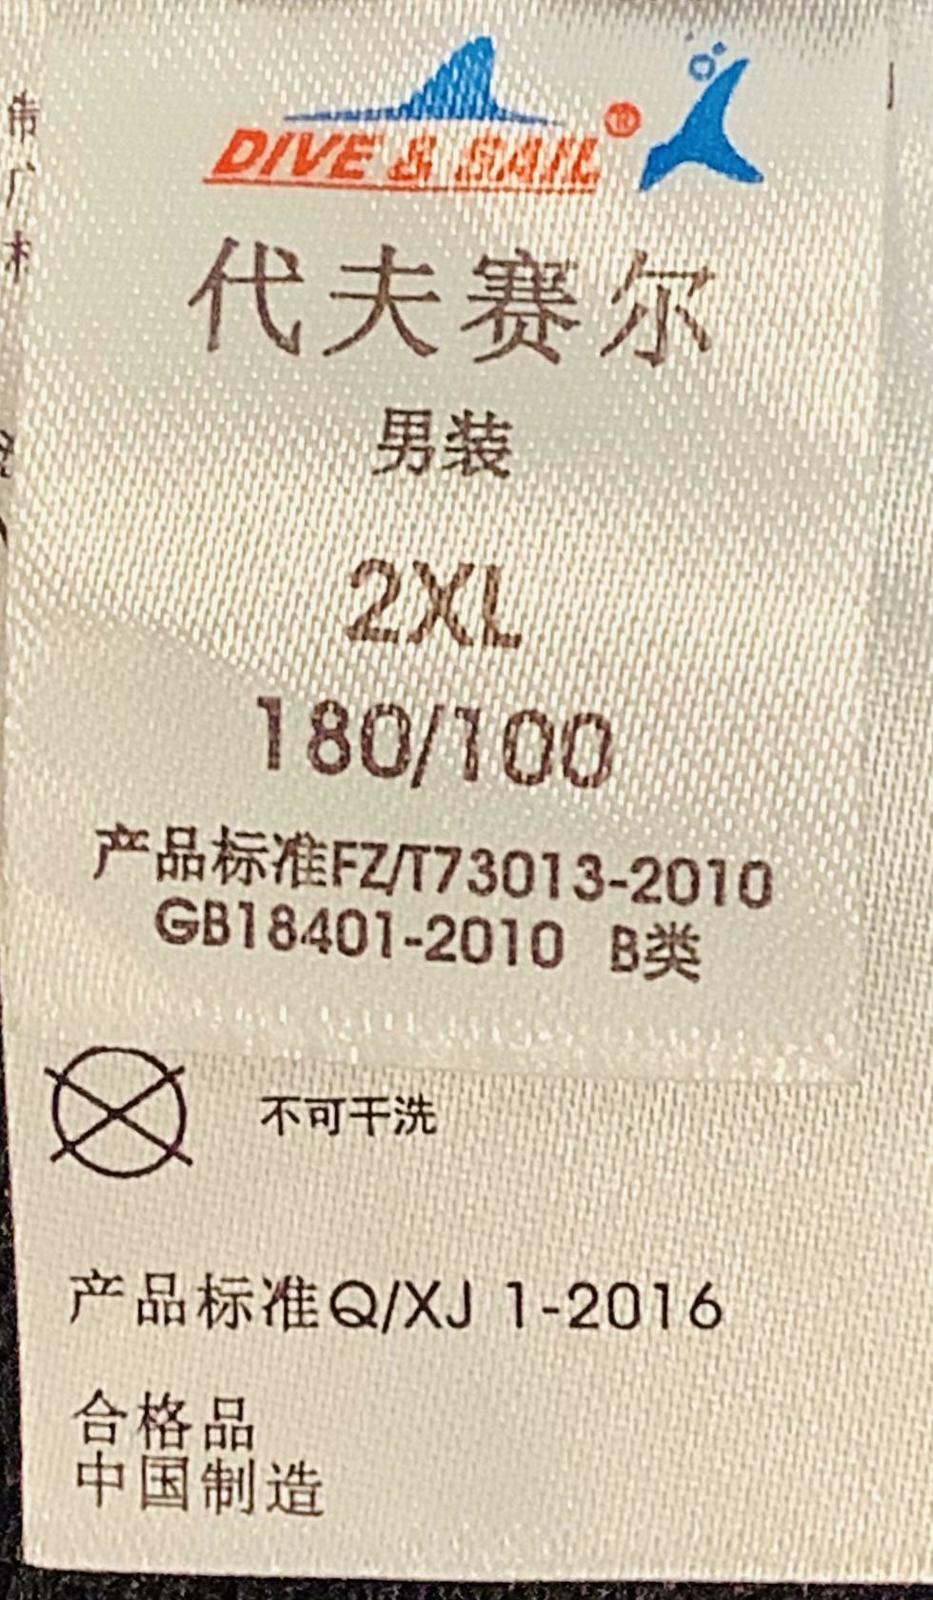 DIVE & SAIL®
代夫赛尔
男装
2XL
180/100
产品标准FZ/T73013-2010
GB18401-2010 B类
不可干洗
产品标准Q/XJ 1-2016
合格品
中国制造